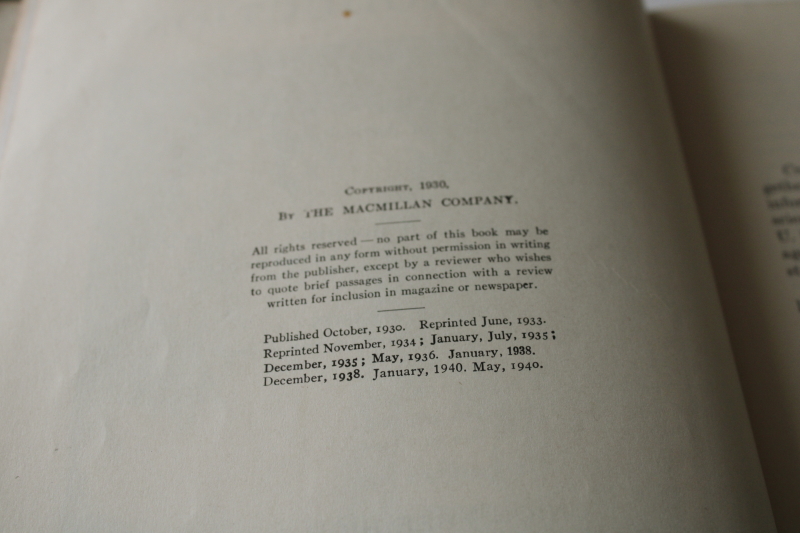 Copyright, 1930,
By THE MACMILLAN COMPANY.
All rights reserved — no part of this book may be
reproduced in any form without permission in writing
from the publisher, except by a reviewer who wishes
to quote brief passages in connection with a review
written for inclusion in magazine or newspaper.
Published October, 1930. Reprinted June, 1933.
Reprinted November, 1934; January, July, 1935;
December, 1935; May, 1936. January, 1938.
December, 1938. January, 1940. May, 1940.
U.